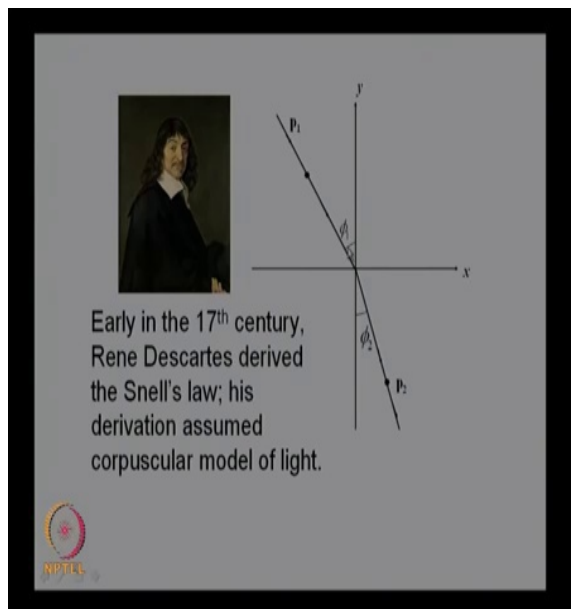 y
p₁
ϕ₁
x
ϕ₂
p₂
Early in the 17th century,
Rene Descartes derived
the Snell's law; his
derivation assumed
corpuscular model of light.
NPTEL